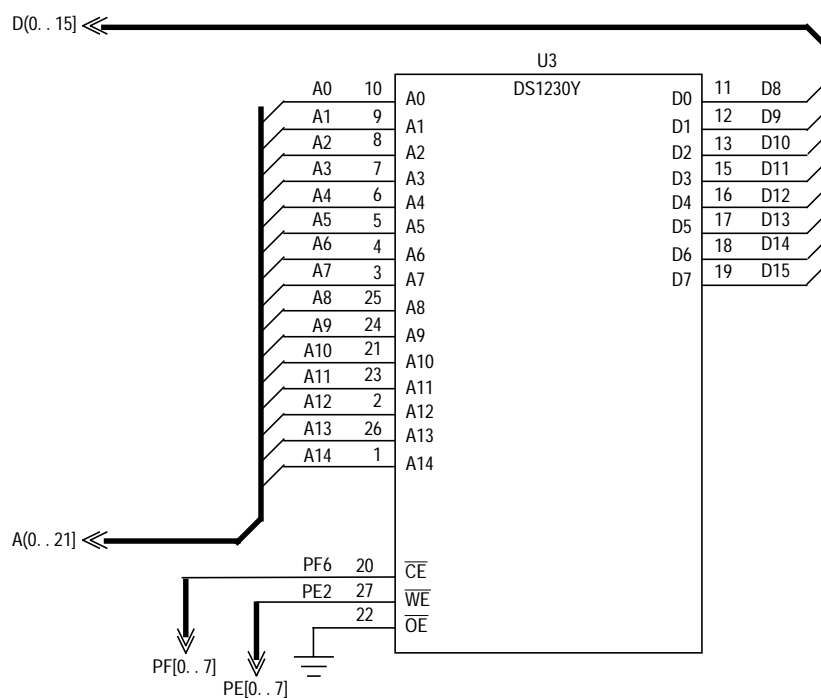 D(0. . 15]
U3
DS1230Y
A0 10 A0 D0 11 D8
A1 9 A1 D1 12 D9
A2 8 A2 D2 13 D10
A3 7 A3 D3 15 D11
A4 6 A4 D4 16 D12
A5 5 A5 D5 17 D13
A6 4 A6 D6 18 D14
A7 3 A7 D7 19 D15
A8 25 A8
A9 24 A9
A10 21 A10
A11 23 A11
A12 2 A12
A13 26 A13
A14 1 A14
A(0. . 21]
PF6 20 CE
PE2 27 WE
22 OE
PF[0. . 7]
PE[0. . 7]